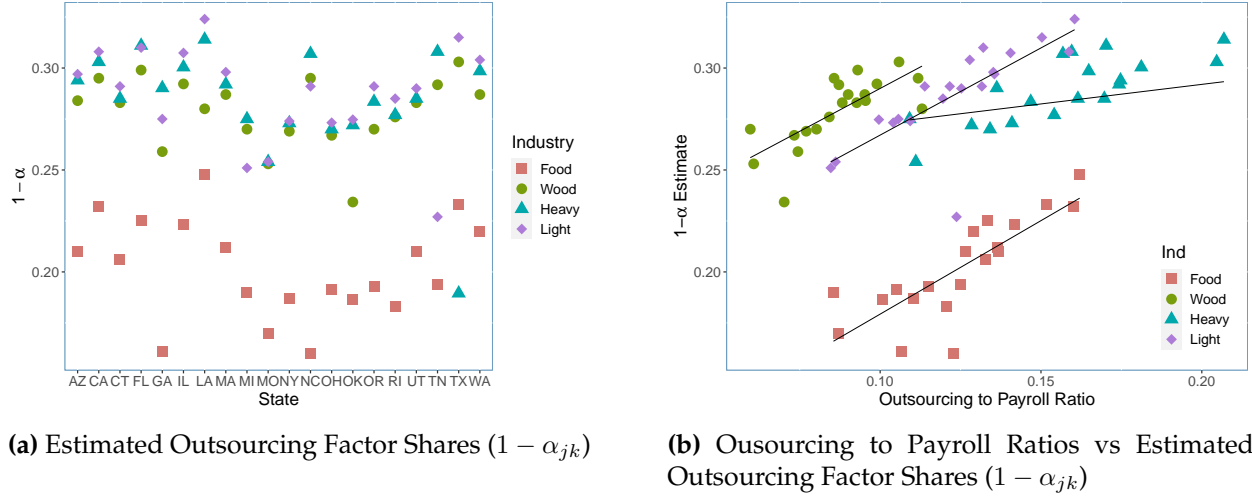 0.30
0.25
0.20
1−α
AZ CA CT FL GA IL LA MA MI MO NY NC OH OK OR RI UT TN TX WA
State
Industry
Food
Wood
Heavy
Light
(a) Estimated Outsourcing Factor Shares (1 − αjk)
0.30
0.25
0.20
1−α Estimate
0.10 0.15 0.20
Outsourcing to Payroll Ratio
Ind
Food
Wood
Heavy
Light
(b) Ousourcing to Payroll Ratios vs Estimated
Outsourcing Factor Shares (1 − αjk)